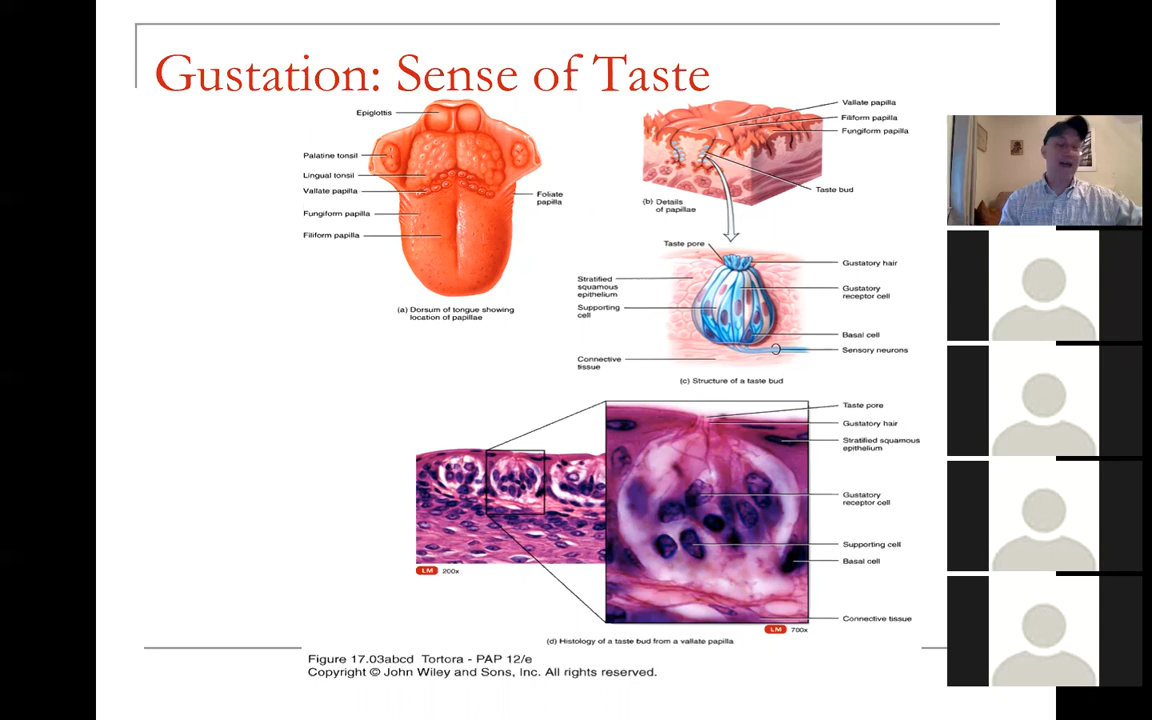 Gustation: Sense of Taste
Epiglottis
Palatine tonsil
Lingual tonsil
Vallate papilla
Fungiform papilla
Filiform papilla
Foliate
papilla
(a) Dorsum of tongue showing
location of papillae
Vallate papilla
Filiform papilla
Fungiform papilla
Taste bud
(b) Details
of papillae
Taste pore
Stratified
squamous
epithelium
Supporting
cell
Connective
tissue
Gustatory hair
Gustatory
receptor cell
Basal cell
Sensory neurons
(c) Structure of a taste bud
Taste pore
Gustatory hair
Stratified squamous
epithelium
Gustatory
receptor cell
Supporting cell
Basal cell
Connective tissue
LM 200x
LM 700x
(d) Histology of a taste bud from a vallate papilla
Figure 17.03abcd Tortora - PAP 12/e
Copyright © John Wiley and Sons, Inc. All rights reserved.